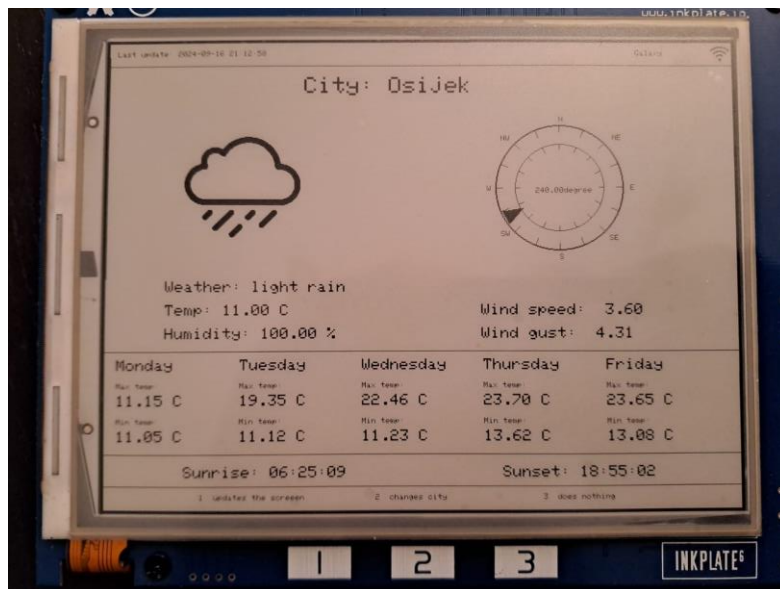 www.inkplate.io
Last update: 2024-09-16 21:12:58
Galaxy
City: Osijek
N
NW NE
W 240.00degree E
SW SE
S
Weather: light rain
Temp: 11.00 C Wind speed: 3.60
Humidity: 100.00 % Wind gust: 4.31
Monday Tuesday Wednesday Thursday Friday
Max temp: Max temp: Max temp: Max temp: Max temp:
11.15 C 19.35 C 22.46 C 23.70 C 23.65 C
Min temp: Min temp: Min temp: Min temp: Min temp:
11.05 C 11.12 C 11.23 C 13.62 C 13.08 C
Sunrise: 06:25:09 Sunset: 18:55:02
1 updates the screen 2 changes city 3 does nothing
1 2 3
INKPLATE6